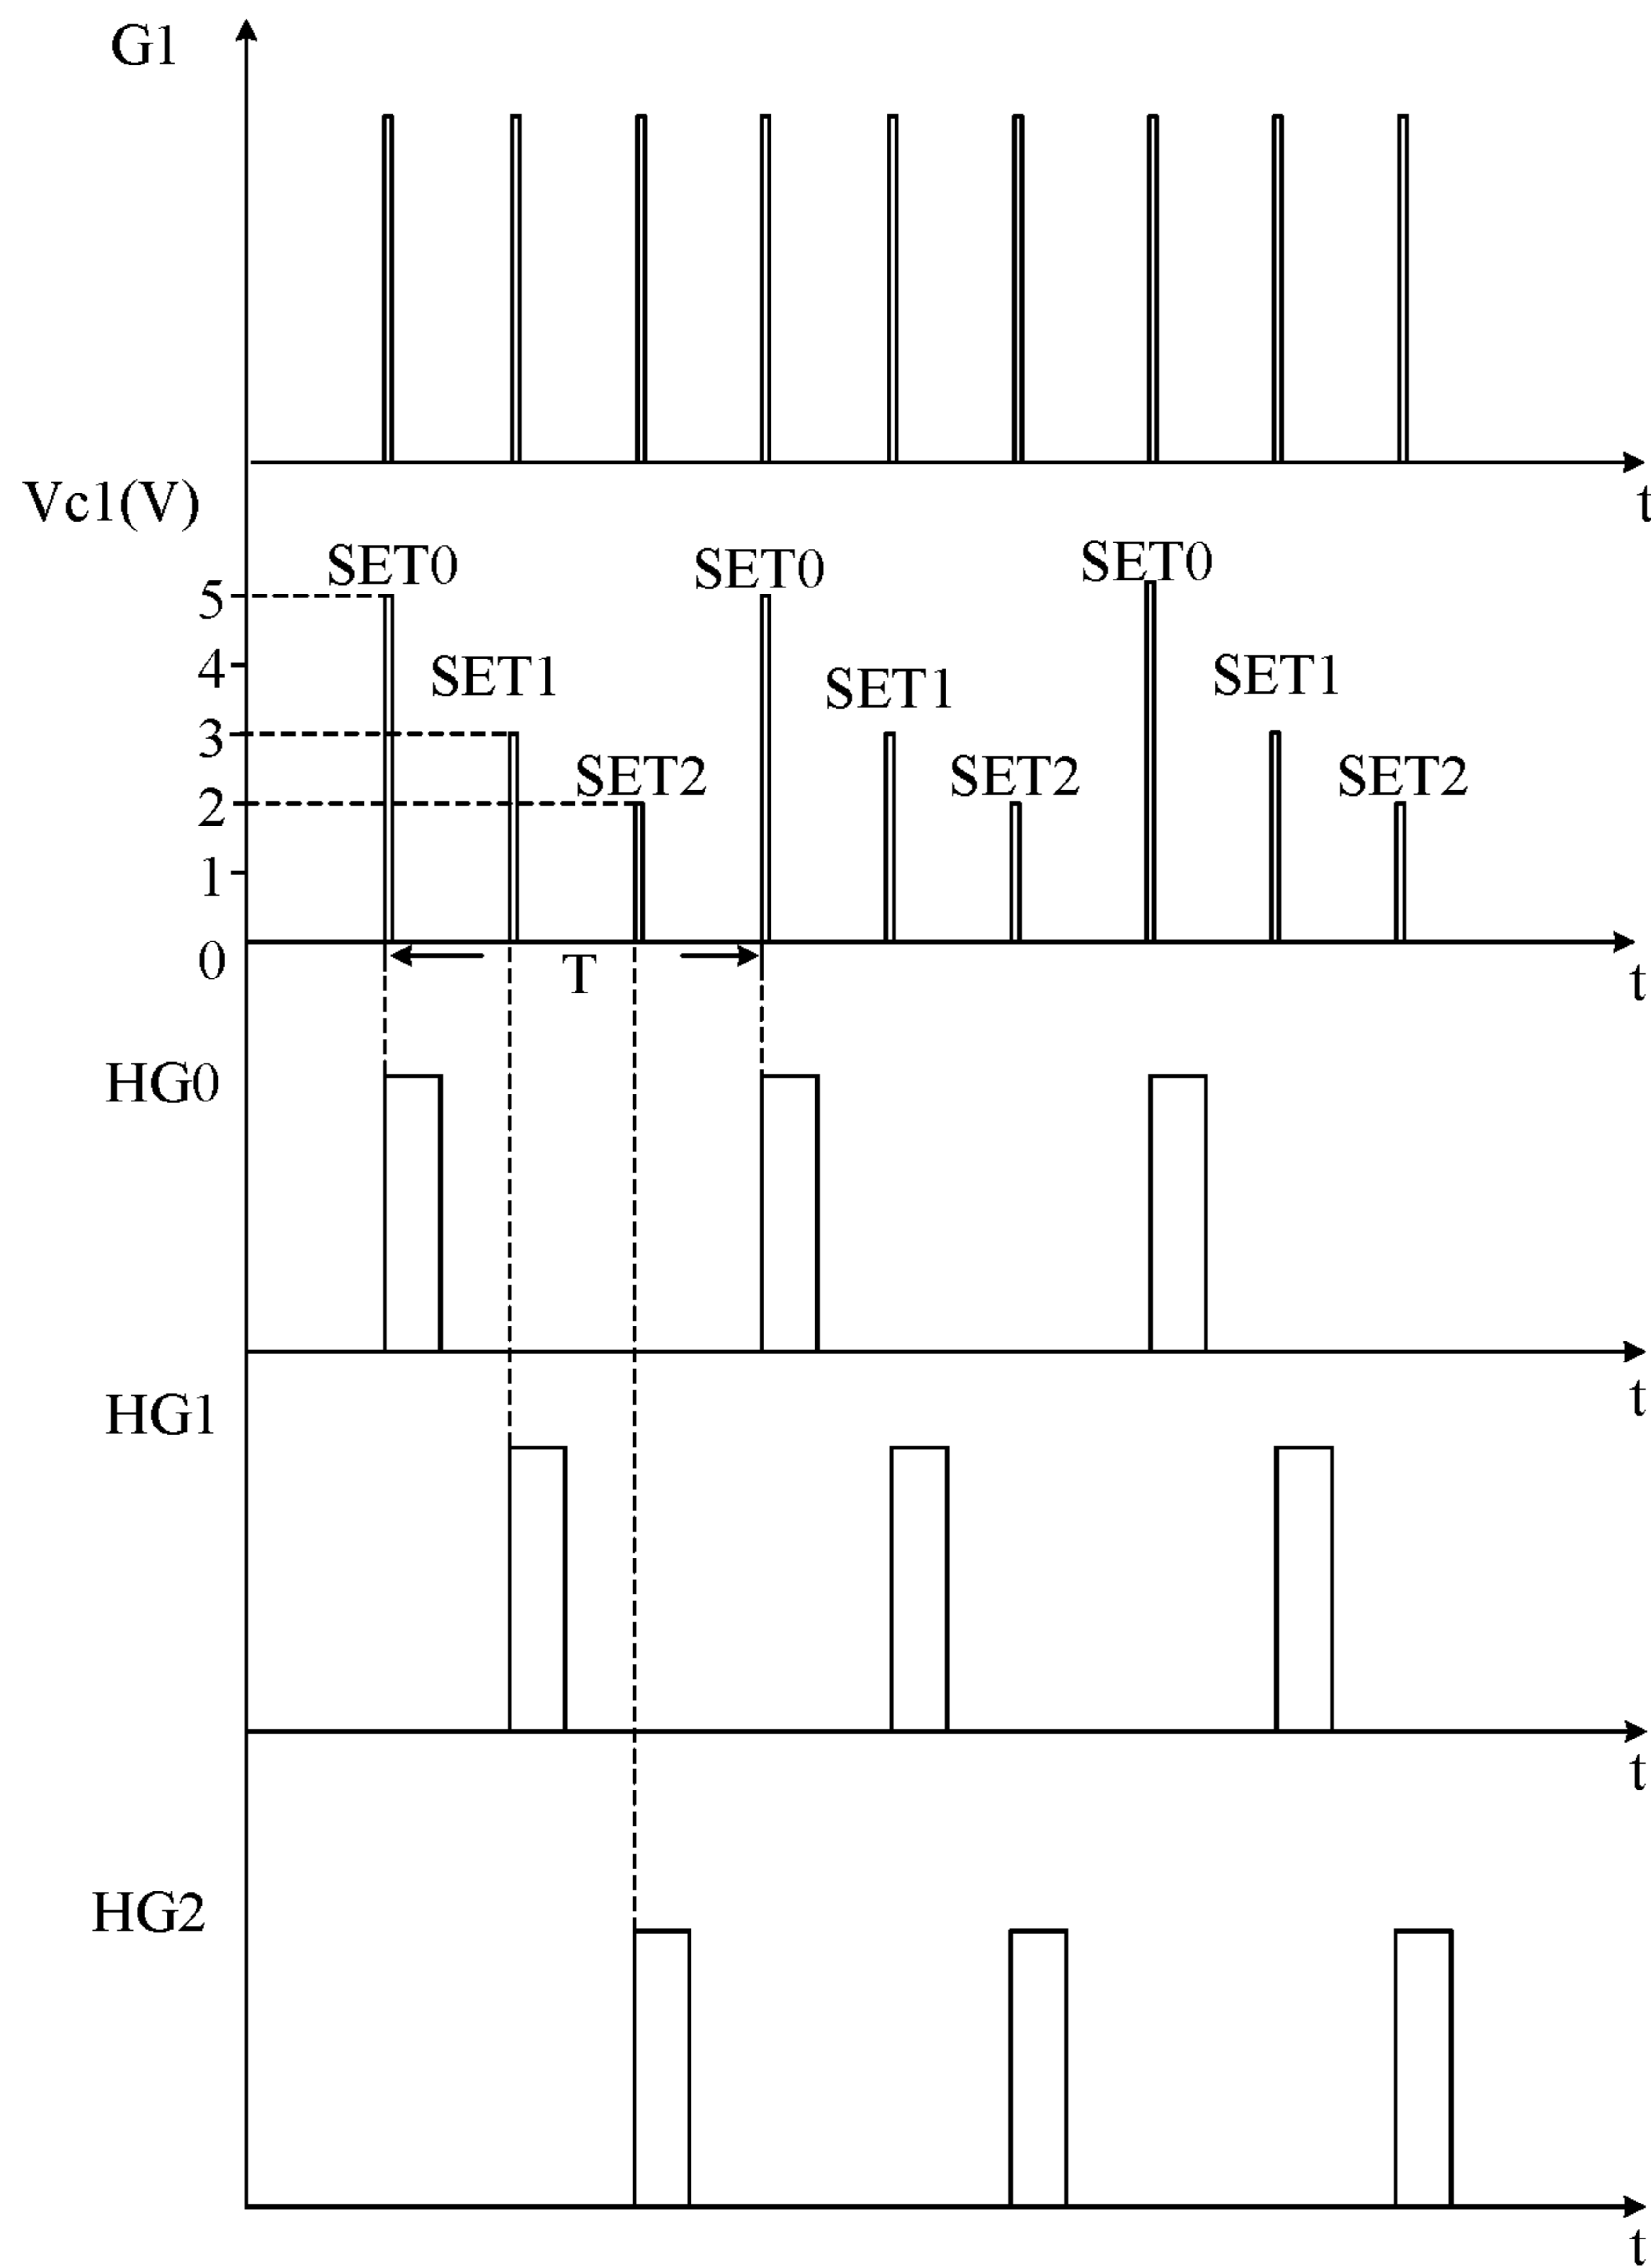 G1
t
Vc1(V)
SET0 SET0 SET0
5
4 SET1 SET1 SET1
3
SET2 SET2 SET2
2
1
0
T
t
HG0
t
HG1
t
HG2
t